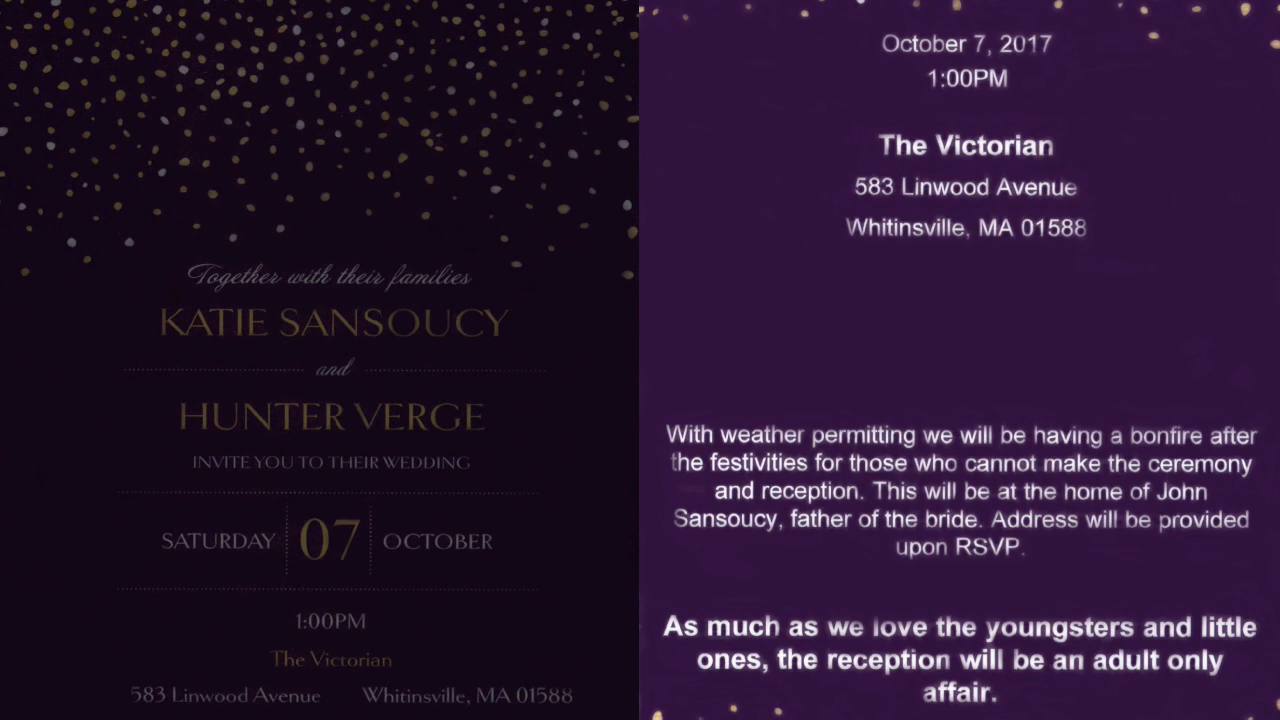 Together with their families
KATIE SANSOUCY
and
HUNTER VERGE
INVITE YOU TO THEIR WEDDING
SATURDAY 07 OCTOBER
1:00PM
The Victorian
583 Linwood Avenue Whitinsville, MA 01588
October 7, 2017
1:00PM
The Victorian
583 Linwood Avenue
Whitinsville, MA 01588
With weather permitting we will be having a bonfire after
the festivities for those who cannot make the ceremony
and reception. This will be at the home of John
Sansoucy, father of the bride. Address will be provided
upon RSVP.
As much as we love the youngsters and little
ones, the reception will be an adult only
affair.